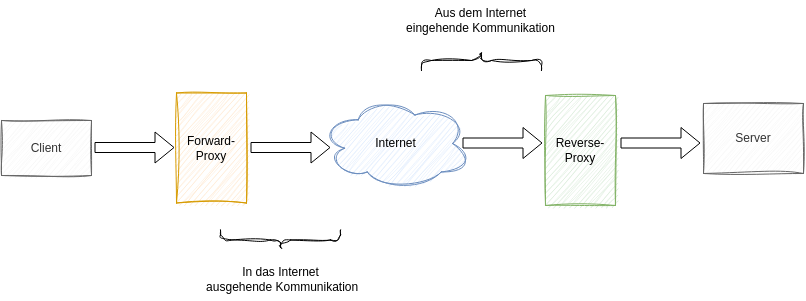 Aus dem Internet
eingehende Kommunikation
Client
Forward-
Proxy
Internet
Reverse-
Proxy
Server
In das Internet
ausgehende Kommunikation